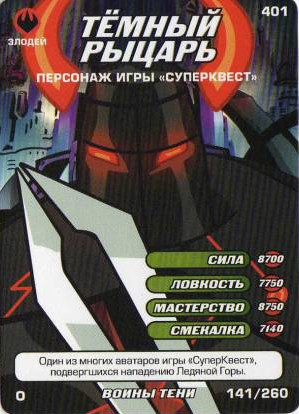 401
ТЁМНЫЙ
РЫЦАРЬ
ЗЛОДЕЙ
ПЕРСОНАЖ ИГРЫ «СУПЕРКВЕСТ»
СИЛА 8700
ЛОВКОСТЬ 7750
МАСТЕРСТВО 8750
СМЕКАЛКА 7140
Один из многих аватаров игры «СуперКвест»,
подвергшихся нападению Ледяной Горы.
0 ВОИНЫ ТЕНИ 141/260